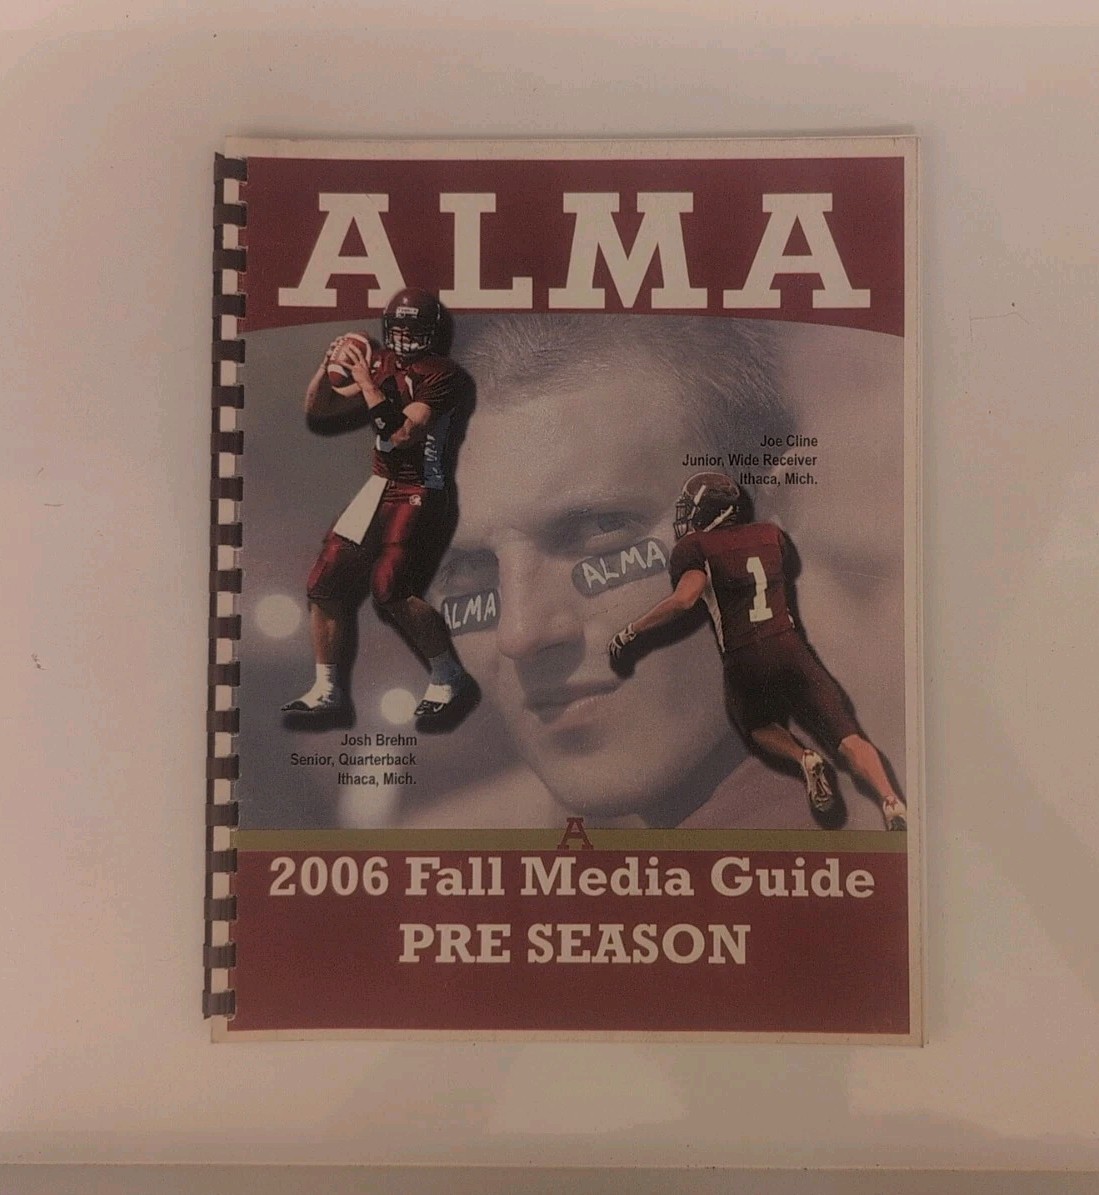 ALMA
Joe Cline
Junior, Wide Receiver
Ithaca, Mich.
ALMA
ALMA
1
Josh Brehm
Senior, Quarterback
Ithaca, Mich.
A
2006 Fall Media Guide
PRE SEASON